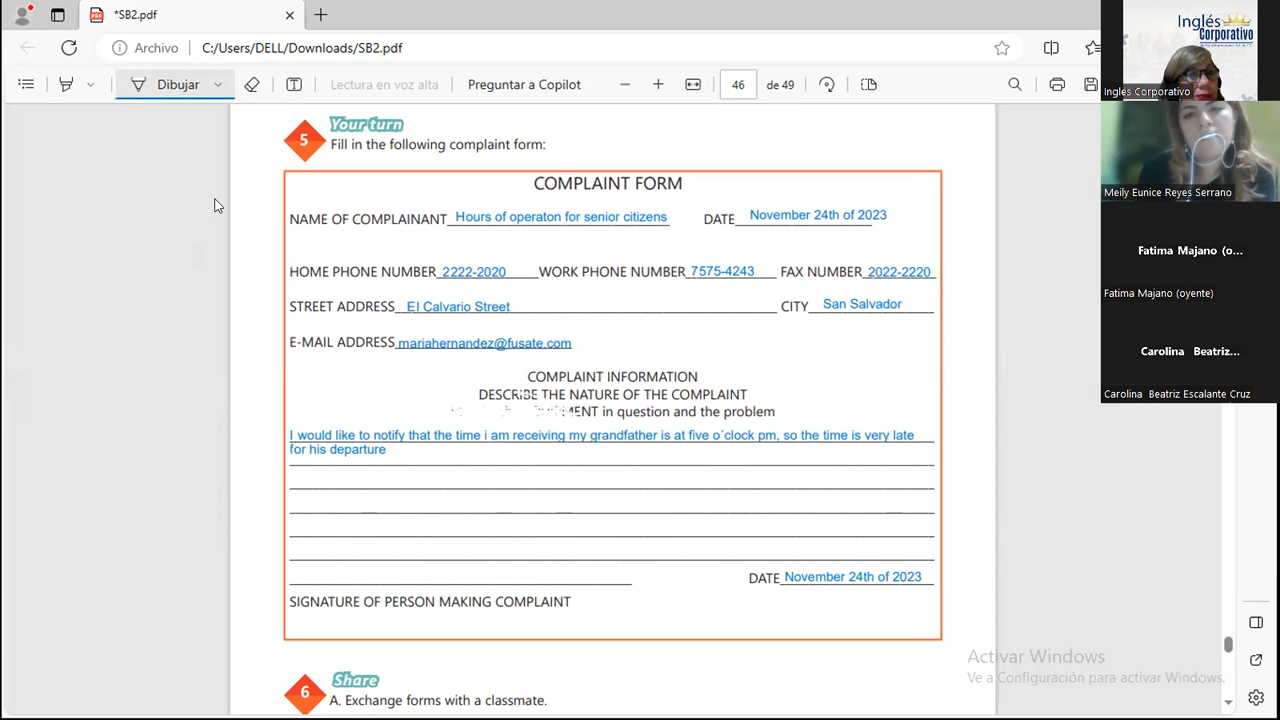 *SB2.pdf
Archivo
C:/Users/DELL/Downloads/SB2.pdf
Dibujar
Lectura en voz alta
Preguntar a Copilot
46
de 49
Inglés
Corporativo
Ingles Corporativo
Meily Eunice Reyes Serrano
Fatima Majano (o...
Fatima Majano (oyente)
Carolina Beatriz...
Carolina Beatriz Escalante Cruz
5
Your turn
Fill in the following complaint form:
COMPLAINT FORM
NAME OF COMPLAINANT Hours of operaton for senior citizens DATE November 24th of 2023
HOME PHONE NUMBER 2222-2020 WORK PHONE NUMBER 7575-4243 FAX NUMBER 2022-2220
STREET ADDRESS El Calvario Street CITY San Salvador
E-MAIL ADDRESS mariahernandez@fusate.com
COMPLAINT INFORMATION
DESCRIBE THE NATURE OF THE COMPLAINT
in question and the problem
I would like to notify that the time i am receiving my grandfather is at five o´clock pm, so the time is very late
for his departure
DATE November 24th of 2023
SIGNATURE OF PERSON MAKING COMPLAINT
6
Share
A. Exchange forms with a classmate.
Activar Windows
Ve a Configuración para activar Windows.